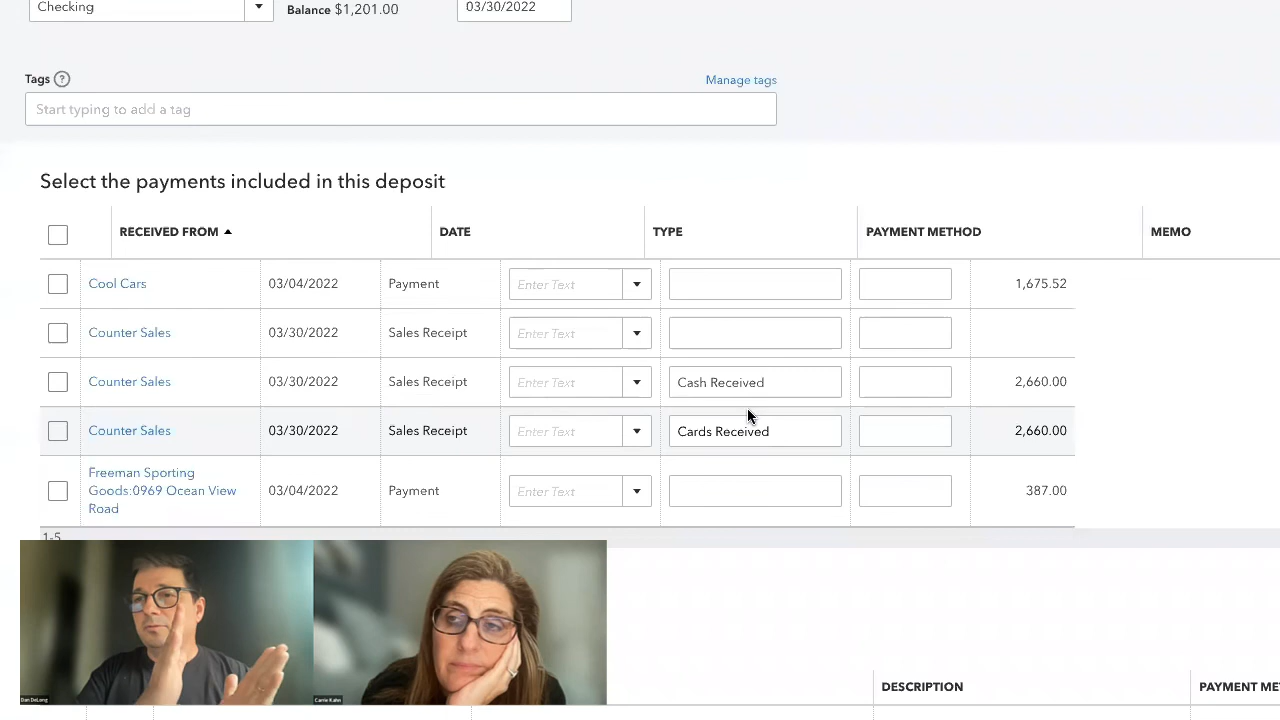 Checking
Balance $1,201.00
03/30/2022
Tags ?
Manage tags
Start typing to add a tag
Select the payments included in this deposit
RECEIVED FROM DATE TYPE PAYMENT METHOD MEMO
Cool Cars 03/04/2022 Payment Enter Text 1,675.52
Counter Sales 03/30/2022 Sales Receipt Enter Text
Counter Sales 03/30/2022 Sales Receipt Enter Text Cash Received 2,660.00
Counter Sales 03/30/2022 Sales Receipt Enter Text Cards Received 2,660.00
Freeman Sporting
Goods:0969 Ocean View
Road
03/04/2022 Payment Enter Text 387.00
1-5
Dan DeLong
Carrie Kahn
DESCRIPTION
PAYMENT ME